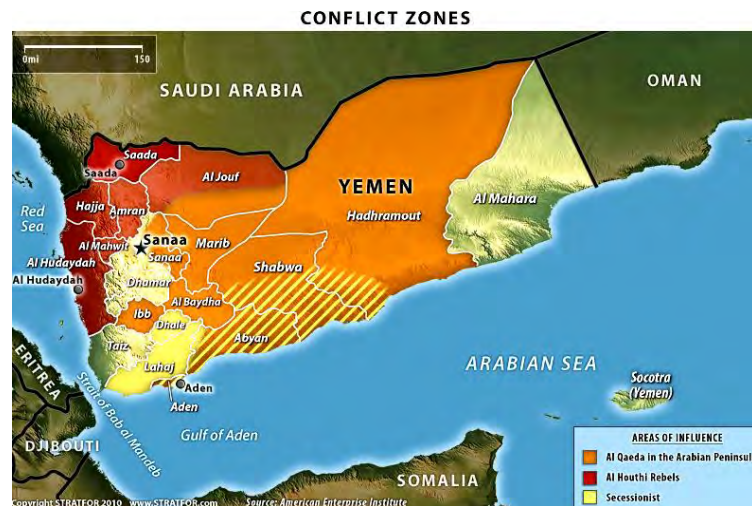 CONFLICT ZONES
0mi 150
SAUDI ARABIA
OMAN
Saada
Saada
Al Jouf
YEMEN
Red
Sea
Hajja
Amran
Al Mahara
Hadhramout
Sanaa
Al Mahwit
Marib
Sanaa
Al Hudaydah
Shabwa
Al Hudaydah
Dhamar
Al Baydha
Ibb
Dhale
Abyan
Taiz
Lahaj
ERITREA
Aden
Aden
ARABIAN SEA
Socotra
(Yemen)
Strait of Bab al Mandeb
Gulf of Aden
DJIBOUTI
SOMALIA
AREAS OF INFLUENCE
Al Qaeda in the Arabian Peninsul
Al Houthi Rebels
Secessionist
Copyright STRATFOR 2010 www.STRATFOR.com Source: American Enterprise Institute